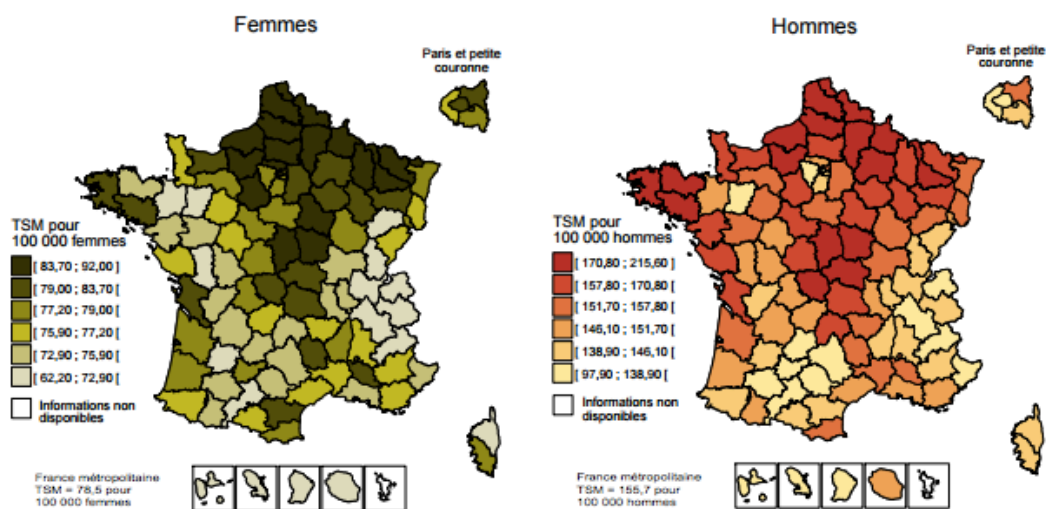 Femmes
Paris et petite
couronne
TSM pour
100 000 femmes
[ 83,70 ; 92,00 [
[ 79,00 ; 83,70 [
[ 77,20 ; 79,00 [
[ 75,90 ; 77,20 [
[ 72,90 ; 75,90 [
[ 62,20 ; 72,90 [
Informations non
disponibles
France métropolitaine
TSM = 78,5 pour
100 000 femmes
Hommes
Paris et petite
couronne
TSM pour
100 000 hommes
[ 170,80 ; 215,60 [
[ 157,80 ; 170,80 [
[ 151,70 ; 157,80 [
[ 146,10 ; 151,70 [
[ 138,90 ; 146,10 [
[ 97,90 ; 138,90 [
Informations non
disponibles
France métropolitaine
TSM = 155,7 pour
100 000 hommes